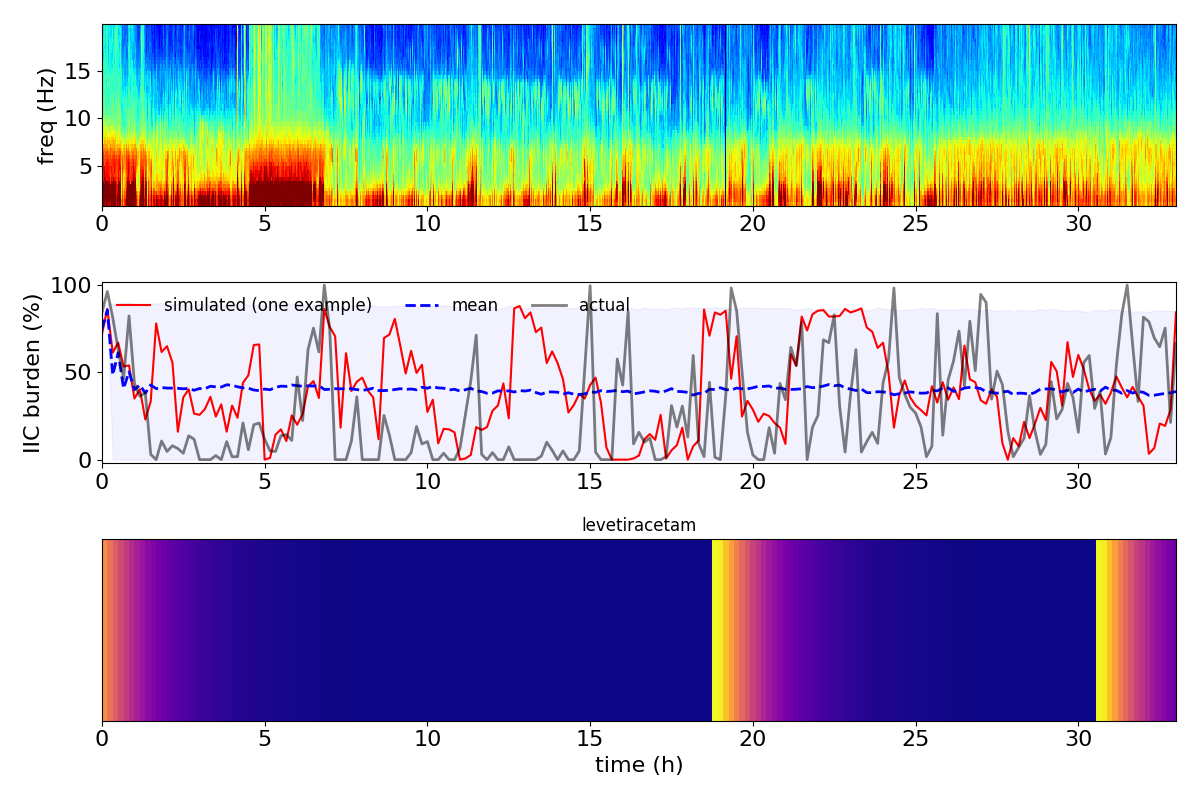 freq (Hz)
15
10
5
0 5 10 15 20 25 30
IIC burden (%)
100
50
0
simulated (one example) mean actual
0 5 10 15 20 25 30
levetiracetam
0 5 10 15 20 25 30
time (h)